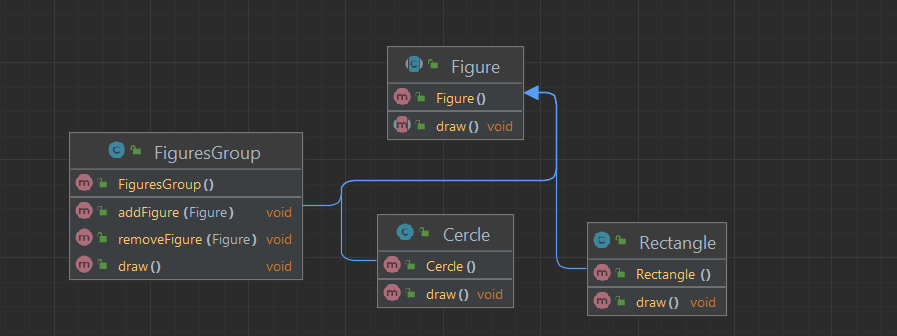 Figure
Figure()
draw() void
FiguresGroup
FiguresGroup()
addFigure(Figure) void
removeFigure(Figure) void
draw() void
Cercle
Cercle()
draw() void
Rectangle
Rectangle ()
draw() void